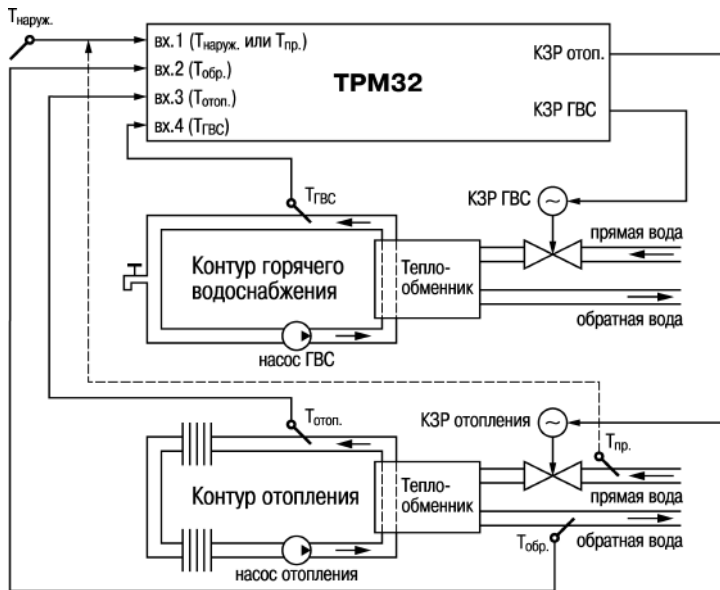 Tнаруж.
вх.1 (Tнаруж. или Tпр.)
вх.2 (Tобр.)
вх.3 (Tотоп.)
вх.4 (TГВС)
ТРМ32
КЗР отоп.
КЗР ГВС
TГВС
КЗР ГВС
прямая вода
Контур горячего
водоснабжения
Тепло-
обменник
обратная вода
насос ГВС
Tотоп.
КЗР отопления
Tпр.
Контур отопления
Тепло-
обменник
прямая вода
Tобр.
обратная вода
насос отопления